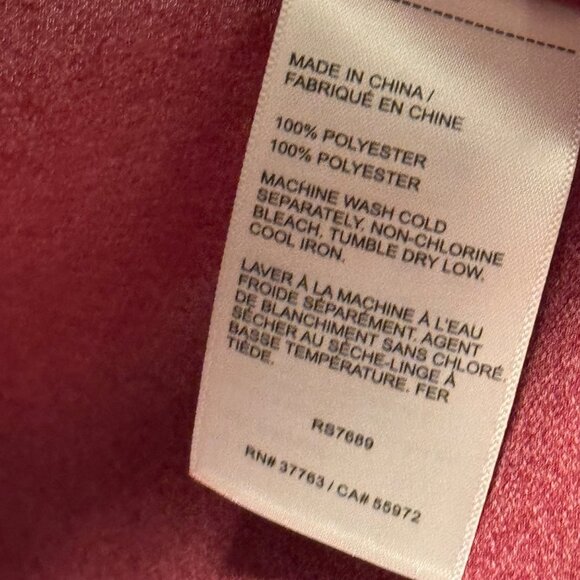 MADE IN CHINA /
FABRIQUÉ EN CHINE
100% POLYESTER
100% POLYESTER
MACHINE WASH COLD
SEPARATELY. NON-CHLORINE
BLEACH. TUMBLE DRY LOW.
COOL IRON.
LAVER À LA MACHINE À L'EAU
FROIDE SÉPARÉMENT. AGENT
DE BLANCHIMENT SANS CHLORÉ.
SÉCHER AU SÈCHE-LINGE À
BASSE TEMPÉRATURE. FER
TIÈDE.
RS7689
RN# 37763 / CA# 55972